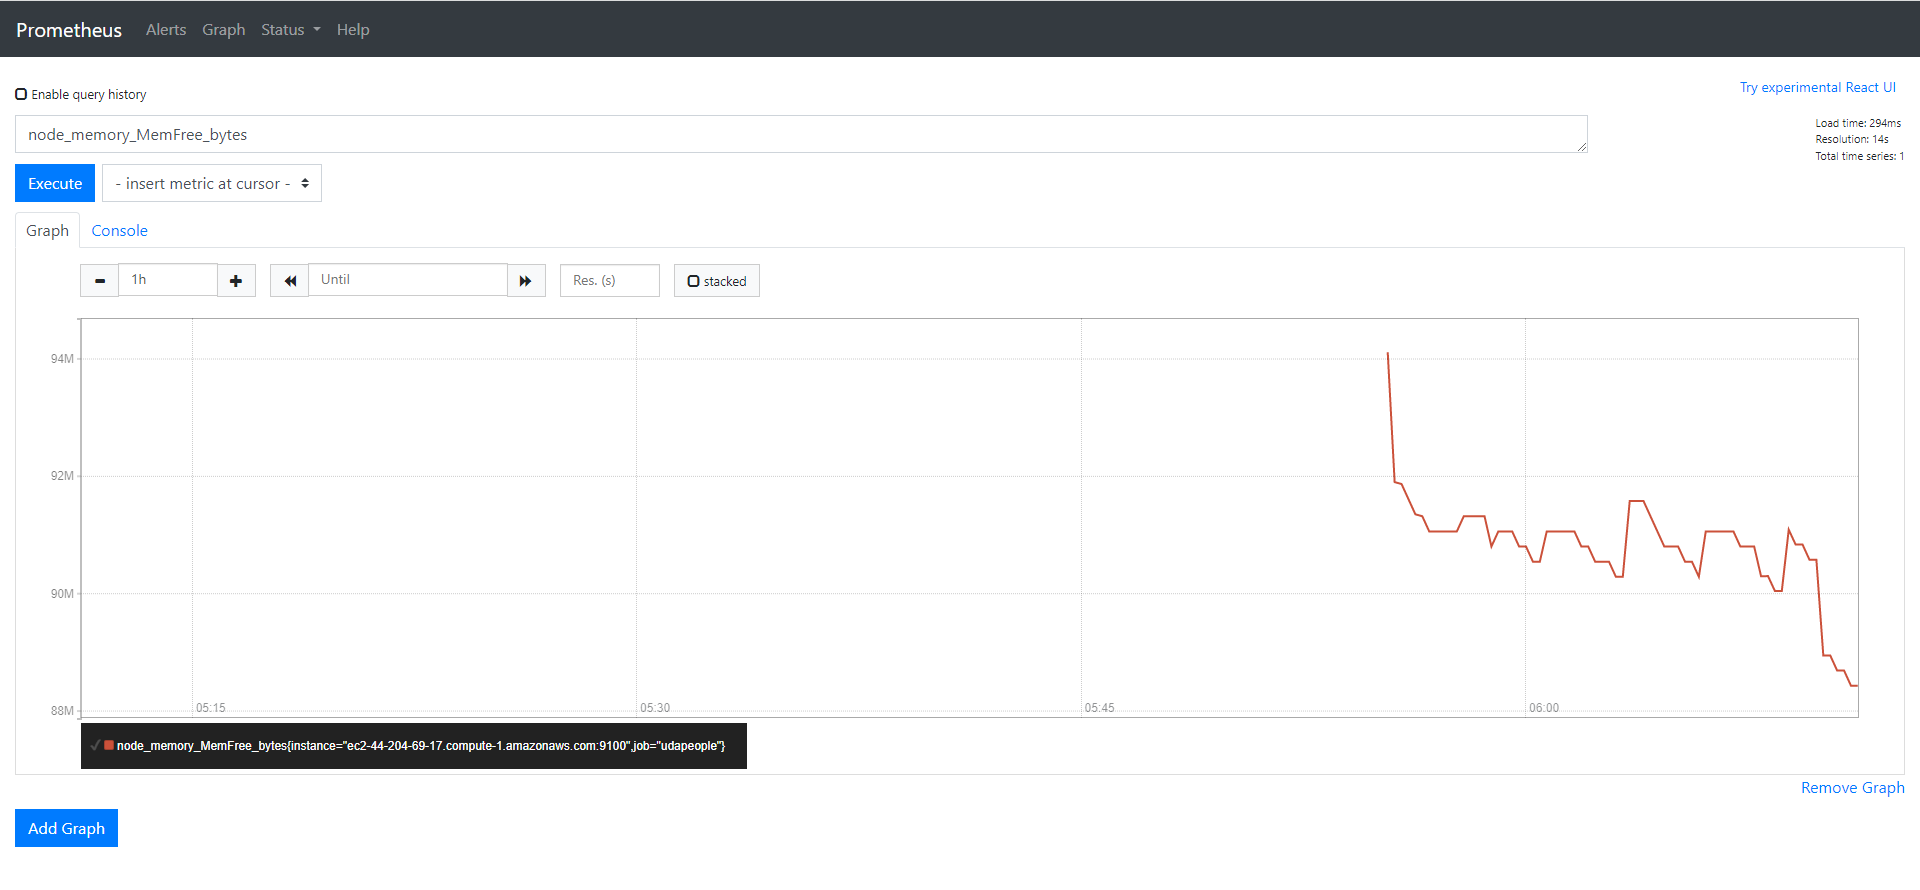 Prometheus Alerts Graph Status Help
Enable query history
Try experimental React UI
node_memory_MemFree_bytes
Load time: 294ms
Resolution: 14s
Total time series: 1
Execute - insert metric at cursor -
Graph Console
1h Until Res. (s) stacked
94M
92M
90M
88M
05:15 05:30 05:45 06:00
node_memory_MemFree_bytes{instance="ec2-44-204-69-17.compute-1.amazonaws.com:9100",job="udapeople"}
Remove Graph
Add Graph